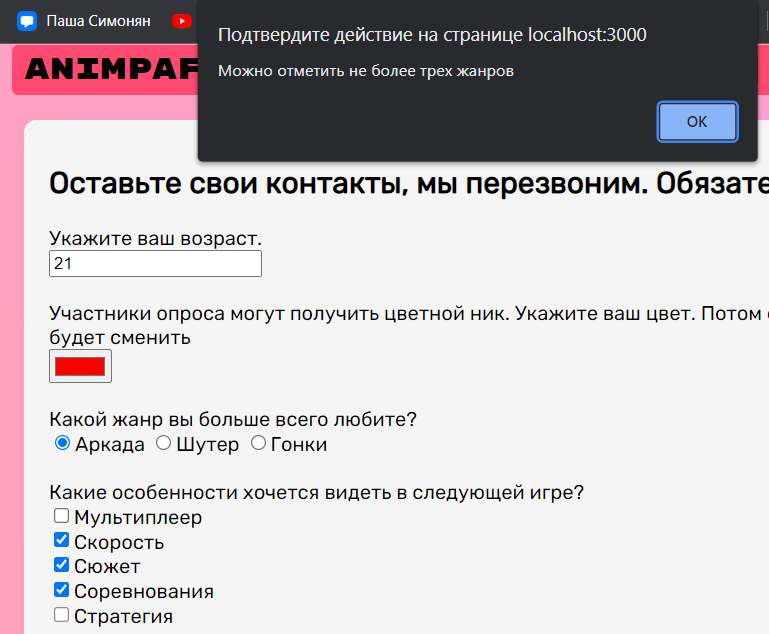 Паша Симонян
Подтвердите действие на странице localhost:3000
Можно отметить не более трех жанров
ОК
ANIMPAF
Оставьте свои контакты, мы перезвоним. Обязате
Укажите ваш возраст.
21
Участники опроса могут получить цветной ник. Укажите ваш цвет. Потом
будет сменить
Какой жанр вы больше всего любите?
Аркада Шутер Гонки
Какие особенности хочется видеть в следующей игре?
Мультиплеер
Скорость
Сюжет
Соревнования
Стратегия